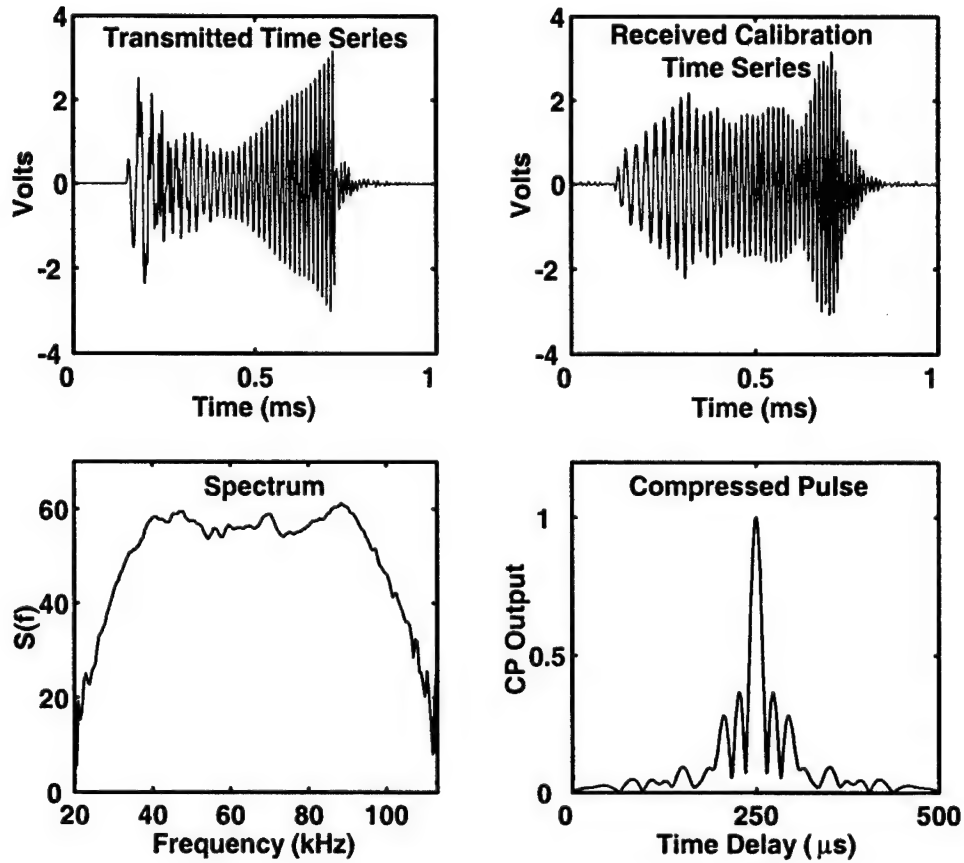 Transmitted Time Series
Volts
4
2
0
-2
-4
0
0.5
1
Time (ms)
Received Calibration
Time Series
Volts
4
2
0
-2
-4
0
0.5
1
Time (ms)
Spectrum
S(f)
60
40
20
0
20
40
60
80
100
Frequency (kHz)
Compressed Pulse
CP Output
1
0.5
0
0
250
500
Time Delay (μs)